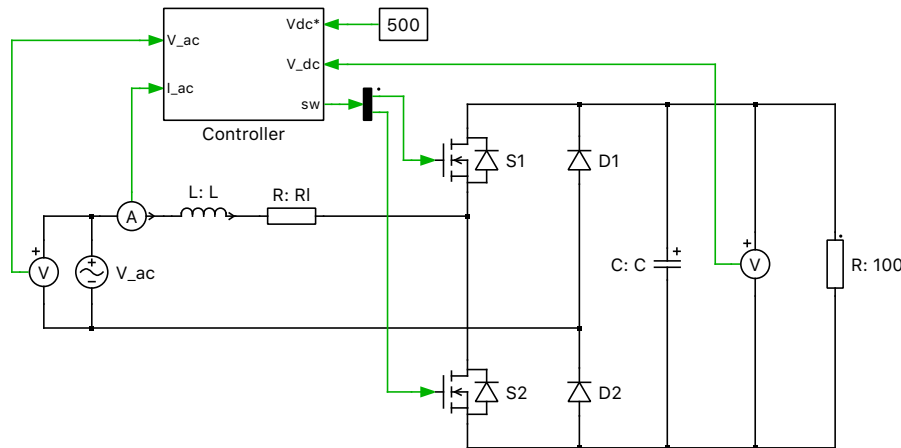 Vdc*
500
V_ac
V_dc
I_ac
sw
Controller
S1
D1
L: L
R: Rl
A
V
V_ac
C: C
V
R: 100
S2
D2